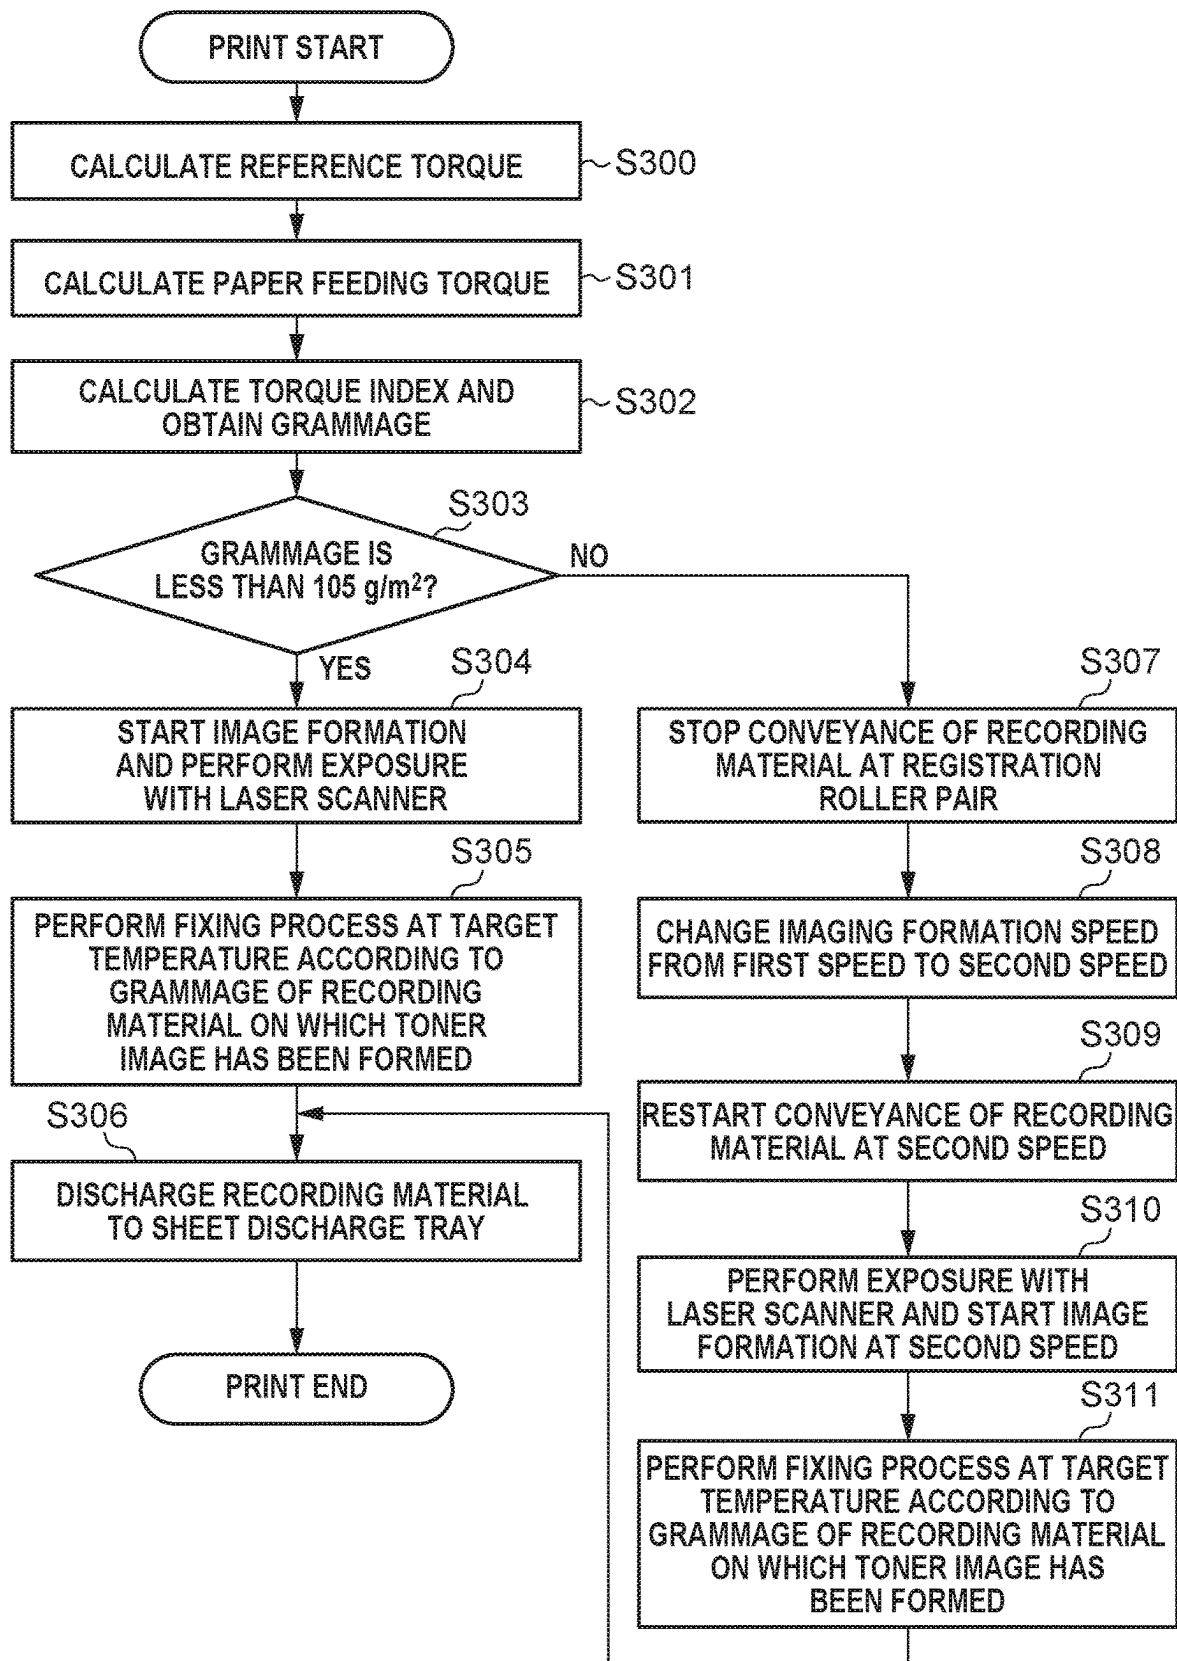 PRINT START
CALCULATE REFERENCE TORQUE
S300
CALCULATE PAPER FEEDING TORQUE
S301
CALCULATE TORQUE INDEX AND
OBTAIN GRAMMAGE
S302
S303
GRAMMAGE IS
LESS THAN 105 g/m²?
NO
YES
S304
START IMAGE FORMATION
AND PERFORM EXPOSURE
WITH LASER SCANNER
S305
PERFORM FIXING PROCESS AT TARGET
TEMPERATURE ACCORDING TO
GRAMMAGE OF RECORDING
MATERIAL ON WHICH TONER
IMAGE HAS BEEN FORMED
S306
DISCHARGE RECORDING MATERIAL
TO SHEET DISCHARGE TRAY
PRINT END
S307
STOP CONVEYANCE OF RECORDING
MATERIAL AT REGISTRATION
ROLLER PAIR
S308
CHANGE IMAGING FORMATION SPEED
FROM FIRST SPEED TO SECOND SPEED
S309
RESTART CONVEYANCE OF RECORDING
MATERIAL AT SECOND SPEED
S310
PERFORM EXPOSURE WITH
LASER SCANNER AND START IMAGE
FORMATION AT SECOND SPEED
S311
PERFORM FIXING PROCESS AT TARGET
TEMPERATURE ACCORDING TO
GRAMMAGE OF RECORDING MATERIAL
ON WHICH TONER IMAGE HAS
BEEN FORMED